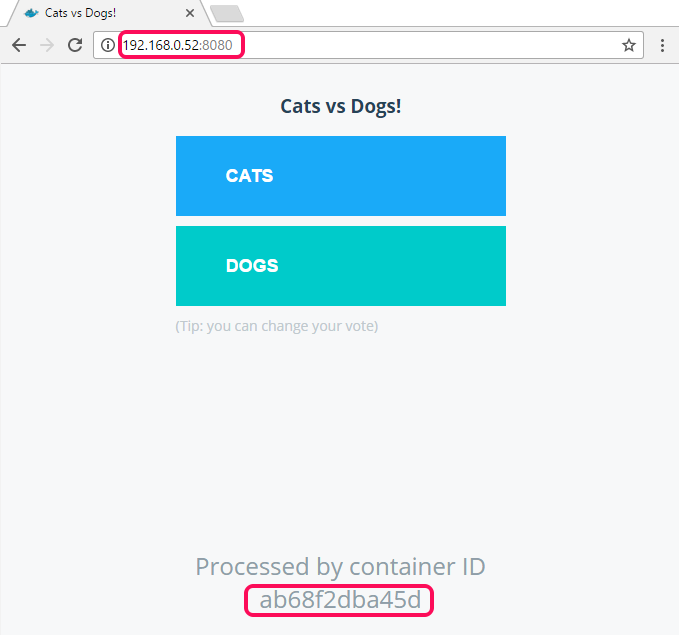 Cats vs Dogs!
192.168.0.52:8080
Cats vs Dogs!
CATS
DOGS
(Tip: you can change your vote)
Processed by container ID
ab68f2dba45d